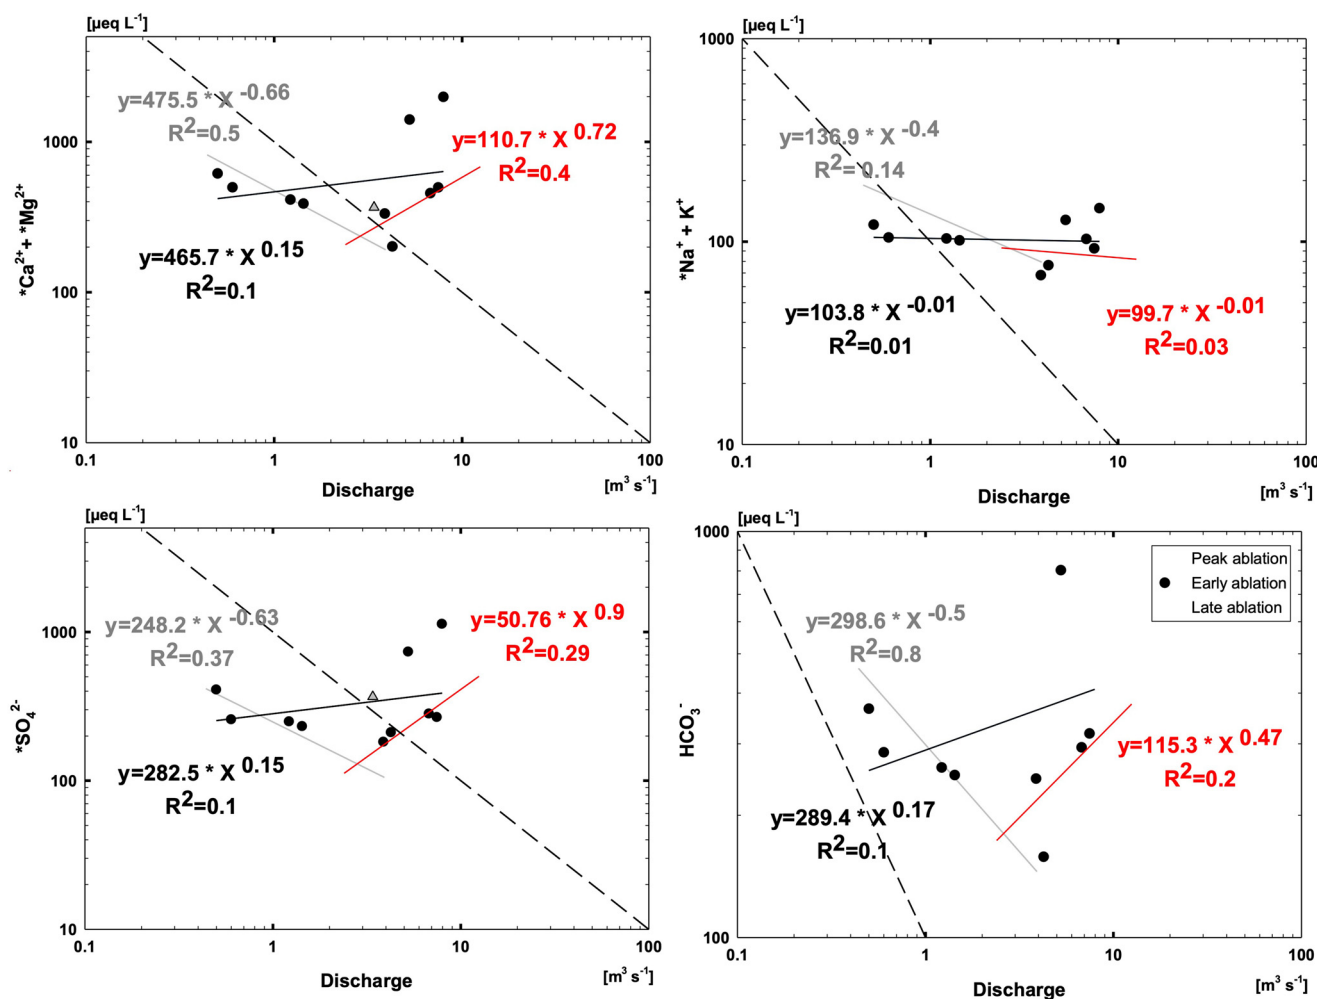 [µeq L⁻¹]
1000
100
10
*Ca²⁺+ *Mg²⁺
y=475.5 * X -0.66
R²=0.5
y=110.7 * X 0.72
R²=0.4
y=465.7 * X 0.15
R²=0.1
0.1 1 10 100
Discharge [m³ s⁻¹]
[µeq L⁻¹]
1000
100
10
*Na⁺ + K⁺
y=136.9 * X -0.4
R²=0.14
y=103.8 * X -0.01
R²=0.01
y=99.7 * X -0.01
R²=0.03
0.1 1 10 100
Discharge [m³ s⁻¹]
[µeq L⁻¹]
1000
100
10
*SO₄²⁻
y=248.2 * X -0.63
R²=0.37
y=50.76 * X 0.9
R²=0.29
y=282.5 * X 0.15
R²=0.1
0.1 1 10 100
Discharge [m³ s⁻¹]
[µeq L⁻¹]
1000
100
HCO₃⁻
Peak ablation
Early ablation
Late ablation
y=298.6 * X -0.5
R²=0.8
y=115.3 * X 0.47
R²=0.2
y=289.4 * X 0.17
R²=0.1
0.1 1 10 100
Discharge [m³ s⁻¹]